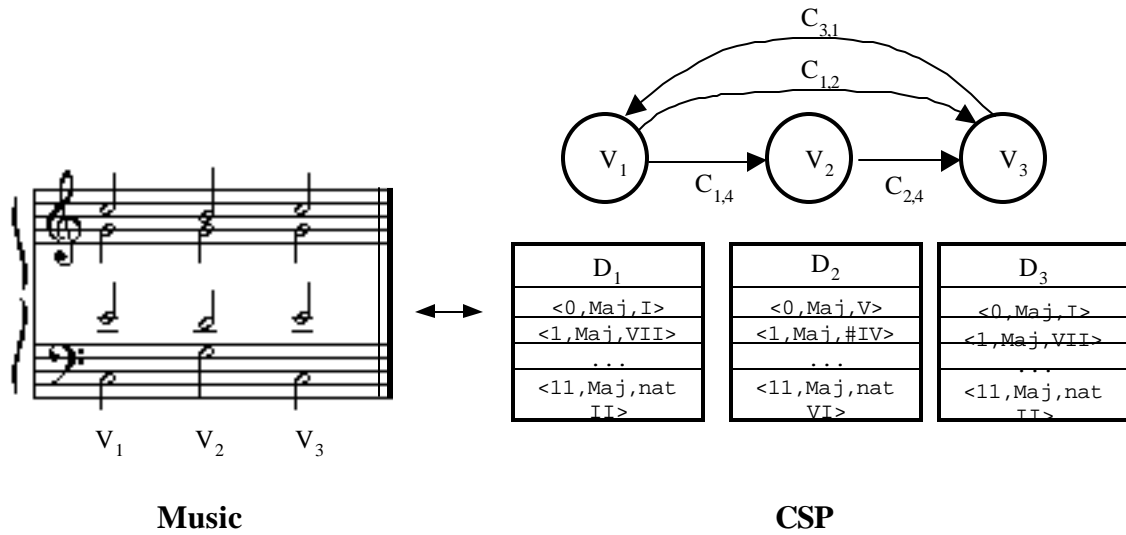 C3,1
C1,2
V1 V2 V3
C1,4 C2,4
D1 D2 D3
<0,Maj,I> <0,Maj,V> <0,Maj,I>
<1,Maj,VII> <1,Maj,#IV> <1,Maj,VII>
... ... ...
<11,Maj,nat <11,Maj,nat <11,Maj,nat
II> VI> II>
V1 V2 V3
Music CSP